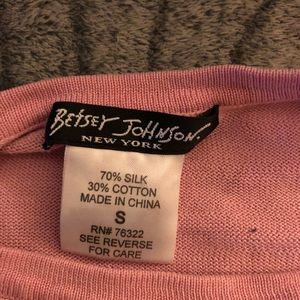 BETSEY JOHNSON.
NEW YORK
70% SILK
30% COTTON
MADE IN CHINA
S
RN# 76322
SEE REVERSE
FOR CARE